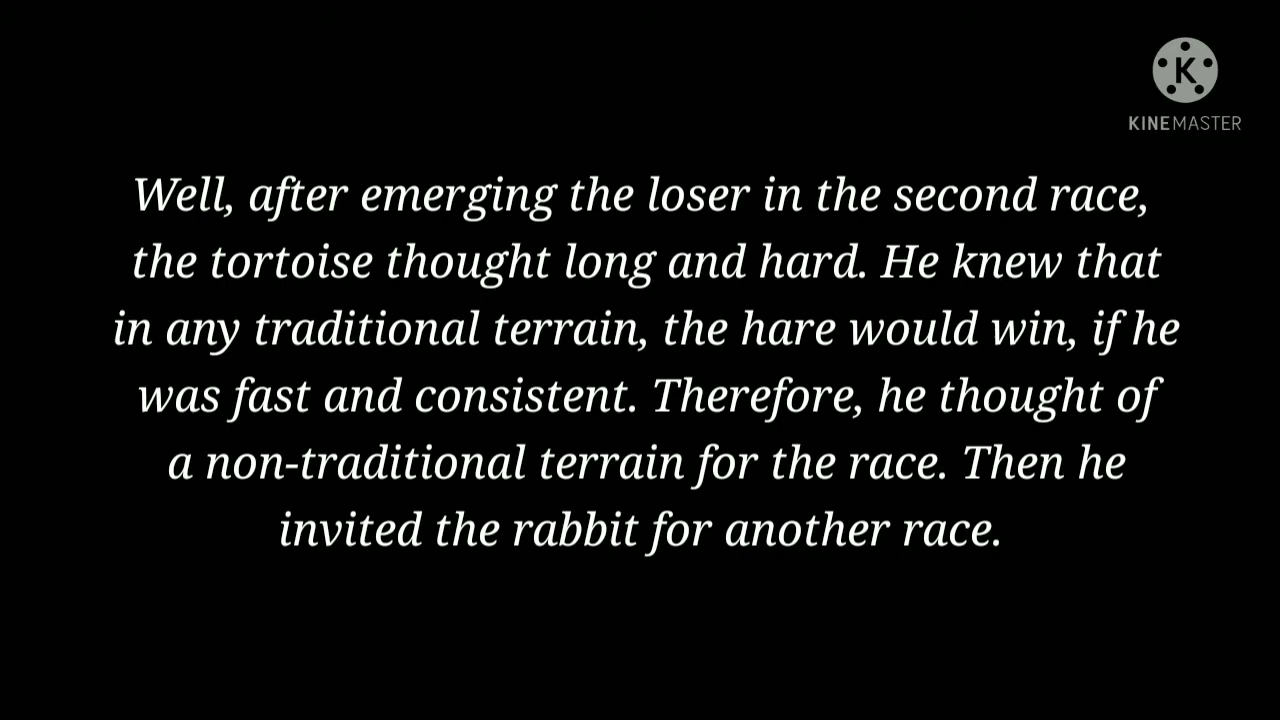 K
KINEMASTER
Well, after emerging the loser in the second race,
the tortoise thought long and hard. He knew that
in any traditional terrain, the hare would win, if he
was fast and consistent. Therefore, he thought of
a non-traditional terrain for the race. Then he
invited the rabbit for another race.